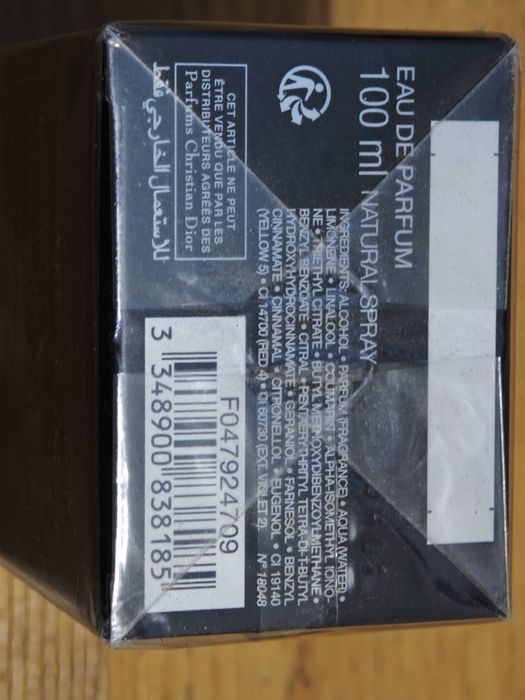 EAU DE PARFUM
100 ml NATURAL SPRAY
INGREDIENTS: ALCOHOL • PARFUM (FRAGRANCE) • AQUA (WATER) •
LIMONENE • LINALOOL • COUMARIN • ALPHA-ISOMETHYL IONO-
NE • TRIETHYL CITRATE • BUTYL METHOXYDIBENZOYLMETHANE •
BENZYL BENZOATE • CITRAL • PENTAERYTHRITYL TETRA-DI-T-BUTYL
HYDROXYHYDROCINNAMATE • GERANIOL • FARNESOL • BENZYL
CINNAMATE • CINNAMAL • CITRONELLOL • EUGENOL • CI 19140
(YELLOW 5) • CI 14700 (RED 4) • CI 60730 (EXT. VIOLET 2). N° 18048
CET ARTICLE NE PEUT
ÊTRE VENDU QUE PAR LES
DISTRIBUTEURS AGRÉÉS DES
Parfums Christian Dior
للاستعمال الخارجي فقط
F047924709
3 348900 838185